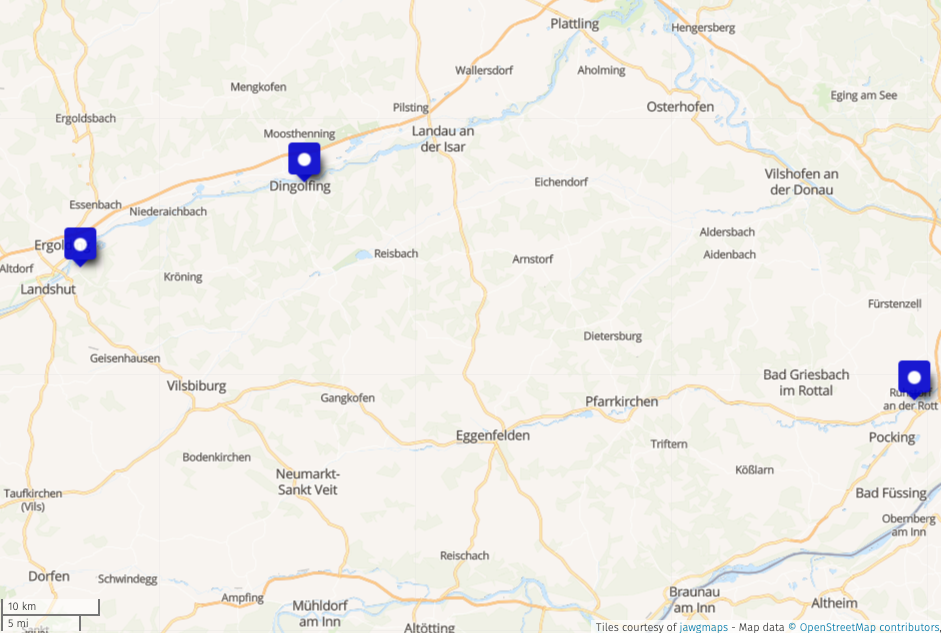 Plattling
Hengersberg
Wallersdorf
Aholming
Mengkofen
Eging am See
Pilsting
Osterhofen
Ergoldsbach
Moosthenning
Landau an
der Isar
Vilshofen an
der Donau
Dingolfing
Eichendorf
Essenbach
Niederaichbach
Aldersbach
Ergol
Reisbach
Arnstorf
Aidenbach
Altdorf
Kröning
Landshut
Fürstenzell
Dietersburg
Geisenhausen
Bad Griesbach
im Rottal
Vilsbiburg
Gangkofen
Pfarrkirchen
an der Rott
Eggenfelden
Pocking
Triftern
Bodenkirchen
Neumarkt-
Sankt Veit
Kößlarn
Taufkirchen
(Vils)
Bad Füssing
Obernberg
am Inn
Reischach
Dorfen
Schwindegg
Ampfing
Mühldorf
am Inn
Braunau
am Inn
Altheim
Altötting
10 km
5 mi
Tiles courtesy of jawgmaps - Map data © OpenStreetMap contributors,